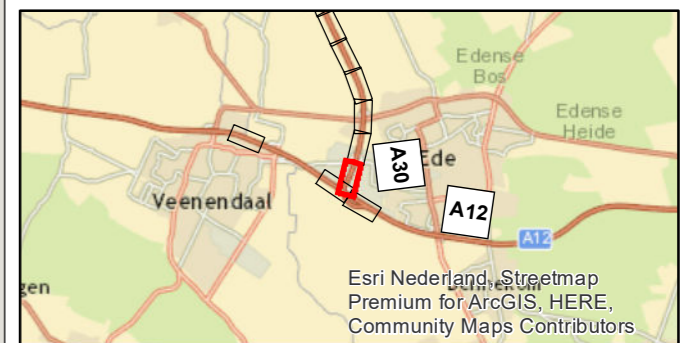 Edense
Bos
Edense
Heide
A30
Ede
Veenendaal
A12
A12
Esri Nederland, Streetmap
Premium for ArcGIS, HERE,
Community Maps Contributors